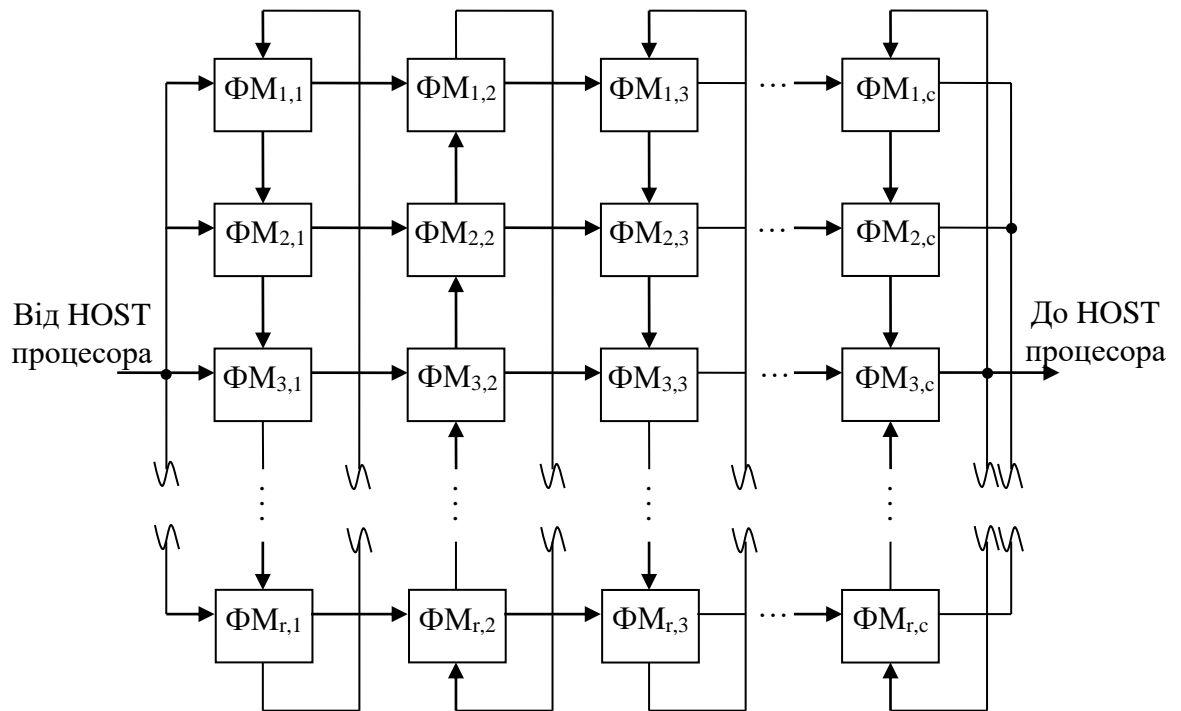 ФМ1,1 ФМ1,2 ФМ1,3 … ФМ1,c
ФМ2,1 ФМ2,2 ФМ2,3 … ФМ2,c
Від HOST
процесора
ФМ3,1 ФМ3,2 ФМ3,3 … ФМ3,c
До HOST
процесора
ФМr,1 ФМr,2 ФМr,3 … ФМr,c